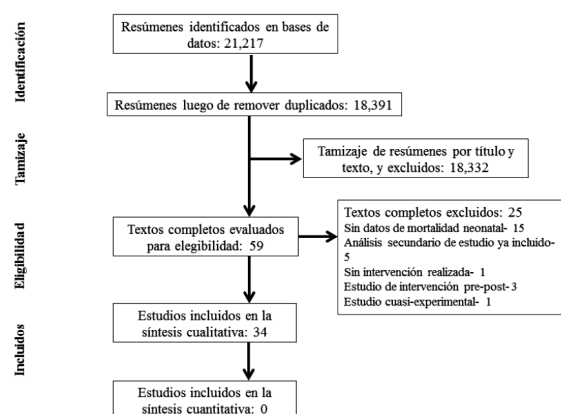 Identificación
Resúmenes identificados en bases de
datos: 21,217
Resúmenes luego de remover duplicados: 18,391
Tamizaje
Tamizaje de resúmenes por título y
texto, y excluidos: 18,332
Eligibilidad
Textos completos evaluados
para elegibilidad: 59
Textos completos excluidos: 25
Sin datos de mortalidad neonatal- 15
Análisis secundario de estudio ya incluido-
5
Sin intervención realizada- 1
Estudio de intervención pre-post- 3
Estudio cuasi-experimental- 1
Incluidos
Estudios incluidos en la
síntesis cualitativa: 34
Estudios incluidos en la
síntesis cuantitativa: 0